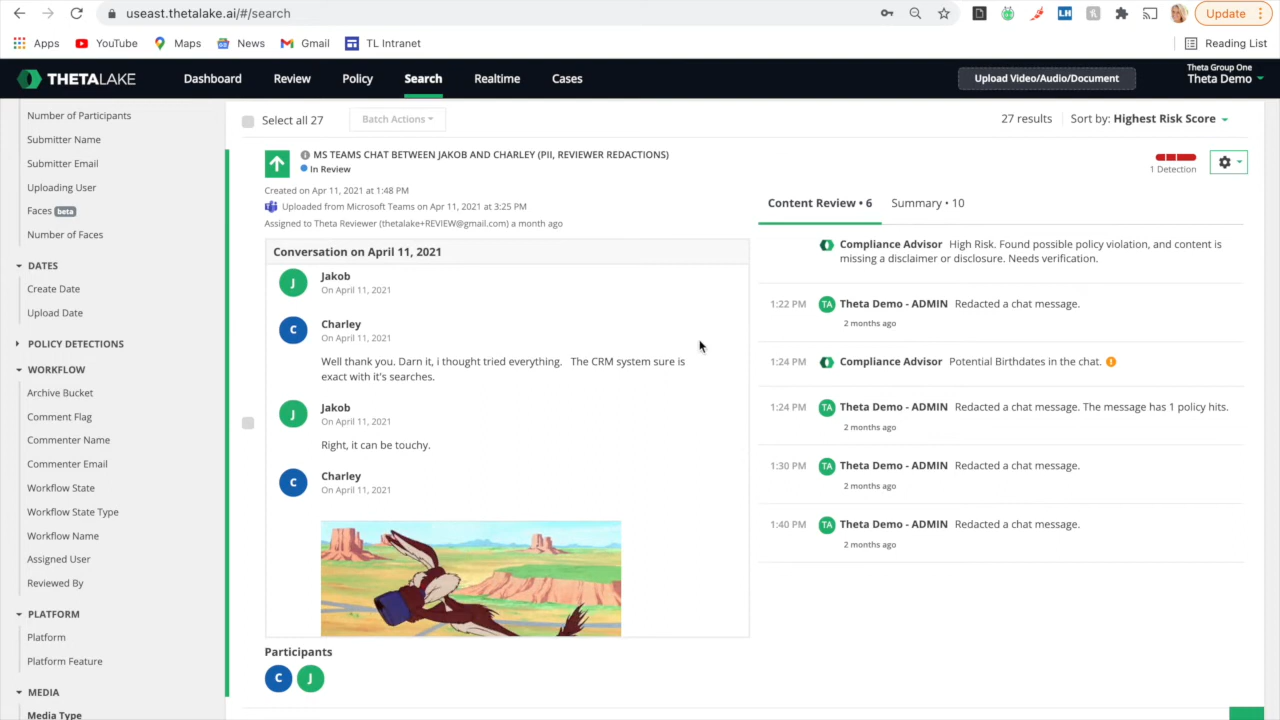 useast.thetalake.ai/#/search
Update
Apps
YouTube
Maps
News
Gmail
TL Intranet
Reading List
THETALAKE
Dashboard
Review
Policy
Search
Realtime
Cases
Upload Video/Audio/Document
Theta Group One
Theta Demo
Number of Participants
Submitter Name
Submitter Email
Uploading User
Faces beta
Number of Faces
DATES
Create Date
Upload Date
POLICY DETECTIONS
WORKFLOW
Archive Bucket
Comment Flag
Commenter Name
Commenter Email
Workflow State
Workflow State Type
Workflow Name
Assigned User
Reviewed By
PLATFORM
Platform
Platform Feature
MEDIA
Media Type
Select all 27
Batch Actions
27 results
Sort by: Highest Risk Score
MS TEAMS CHAT BETWEEN JAKOB AND CHARLEY (PII, REVIEWER REDACTIONS)
In Review
1 Detection
Created on Apr 11, 2021 at 1:48 PM
Uploaded from Microsoft Teams on Apr 11, 2021 at 3:25 PM
Assigned to Theta Reviewer (thetalake+REVIEW@gmail.com) a month ago
Conversation on April 11, 2021
J
Jakob
On April 11, 2021
C
Charley
On April 11, 2021
Well thank you. Darn it, i thought tried everything. The CRM system sure is
exact with it's searches.
J
Jakob
On April 11, 2021
Right, it can be touchy.
C
Charley
On April 11, 2021
Participants
C
J
Content Review • 6
Summary • 10
Compliance Advisor High Risk. Found possible policy violation, and content is
missing a disclaimer or disclosure. Needs verification.
1:22 PM TA Theta Demo - ADMIN Redacted a chat message.
2 months ago
1:24 PM Compliance Advisor Potential Birthdates in the chat.
1:24 PM TA Theta Demo - ADMIN Redacted a chat message. The message has 1 policy hits.
2 months ago
1:30 PM TA Theta Demo - ADMIN Redacted a chat message.
2 months ago
1:40 PM TA Theta Demo - ADMIN Redacted a chat message.
2 months ago